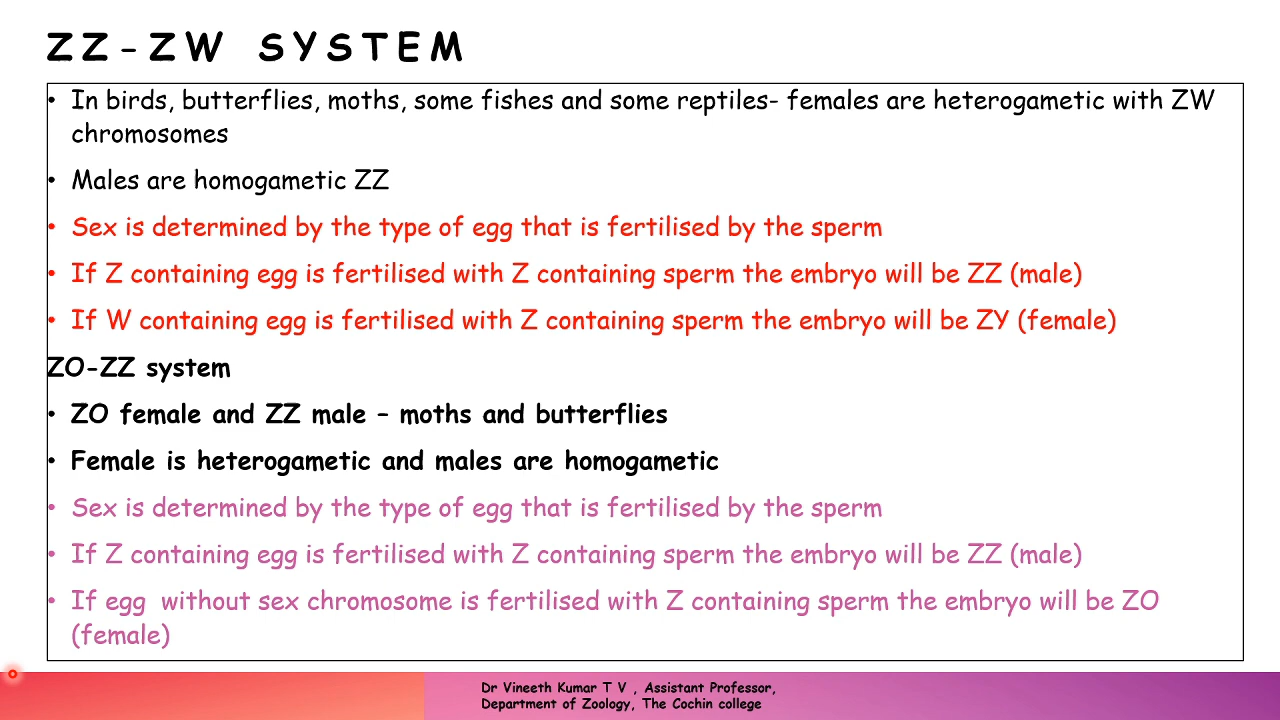 ZZ-ZW SYSTEM
• In birds, butterflies, moths, some fishes and some reptiles- females are heterogametic with ZW
chromosomes
• Males are homogametic ZZ
• Sex is determined by the type of egg that is fertilised by the sperm
• If Z containing egg is fertilised with Z containing sperm the embryo will be ZZ (male)
• If W containing egg is fertilised with Z containing sperm the embryo will be ZY (female)
ZO-ZZ system
• ZO female and ZZ male – moths and butterflies
• Female is heterogametic and males are homogametic
• Sex is determined by the type of egg that is fertilised by the sperm
• If Z containing egg is fertilised with Z containing sperm the embryo will be ZZ (male)
• If egg  without sex chromosome is fertilised with Z containing sperm the embryo will be ZO
(female)
Dr Vineeth Kumar T V , Assistant Professor,
Department of Zoology, The Cochin college